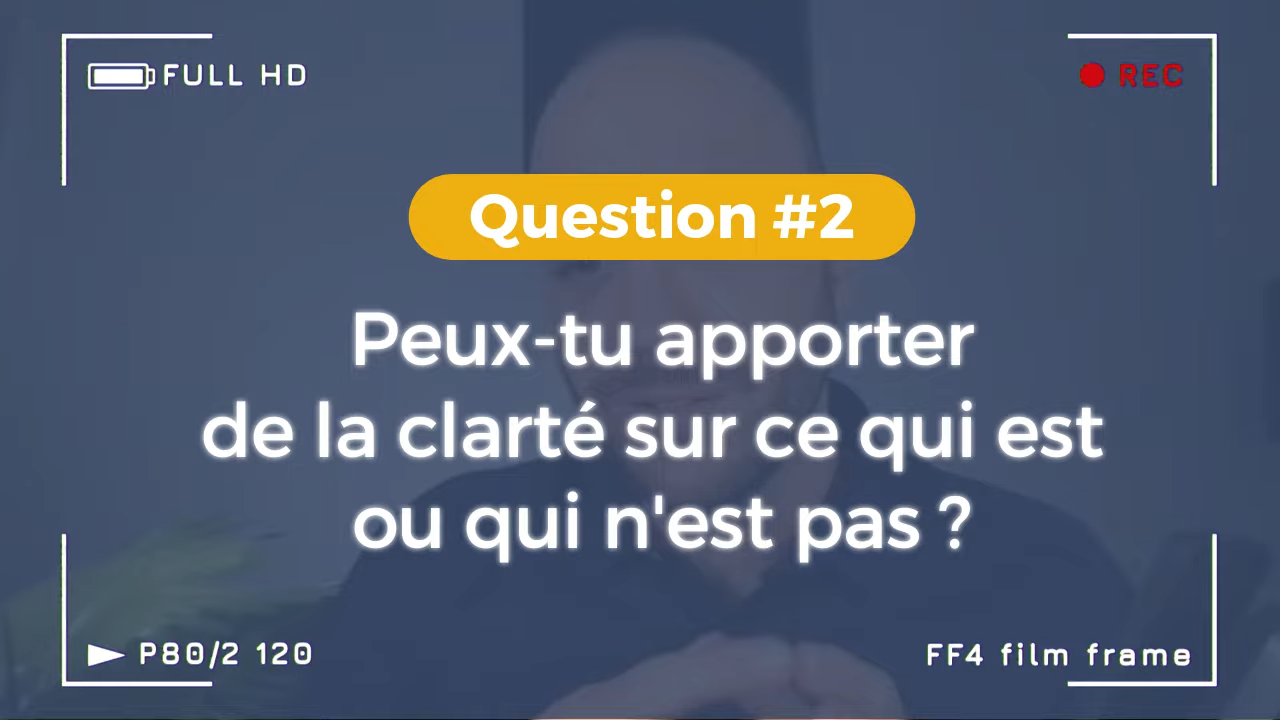 FULL HD
REC
Question #2
Peux-tu apporter
de la clarté sur ce qui est
ou qui n'est pas ?
P80/2 120
FF4 film frame